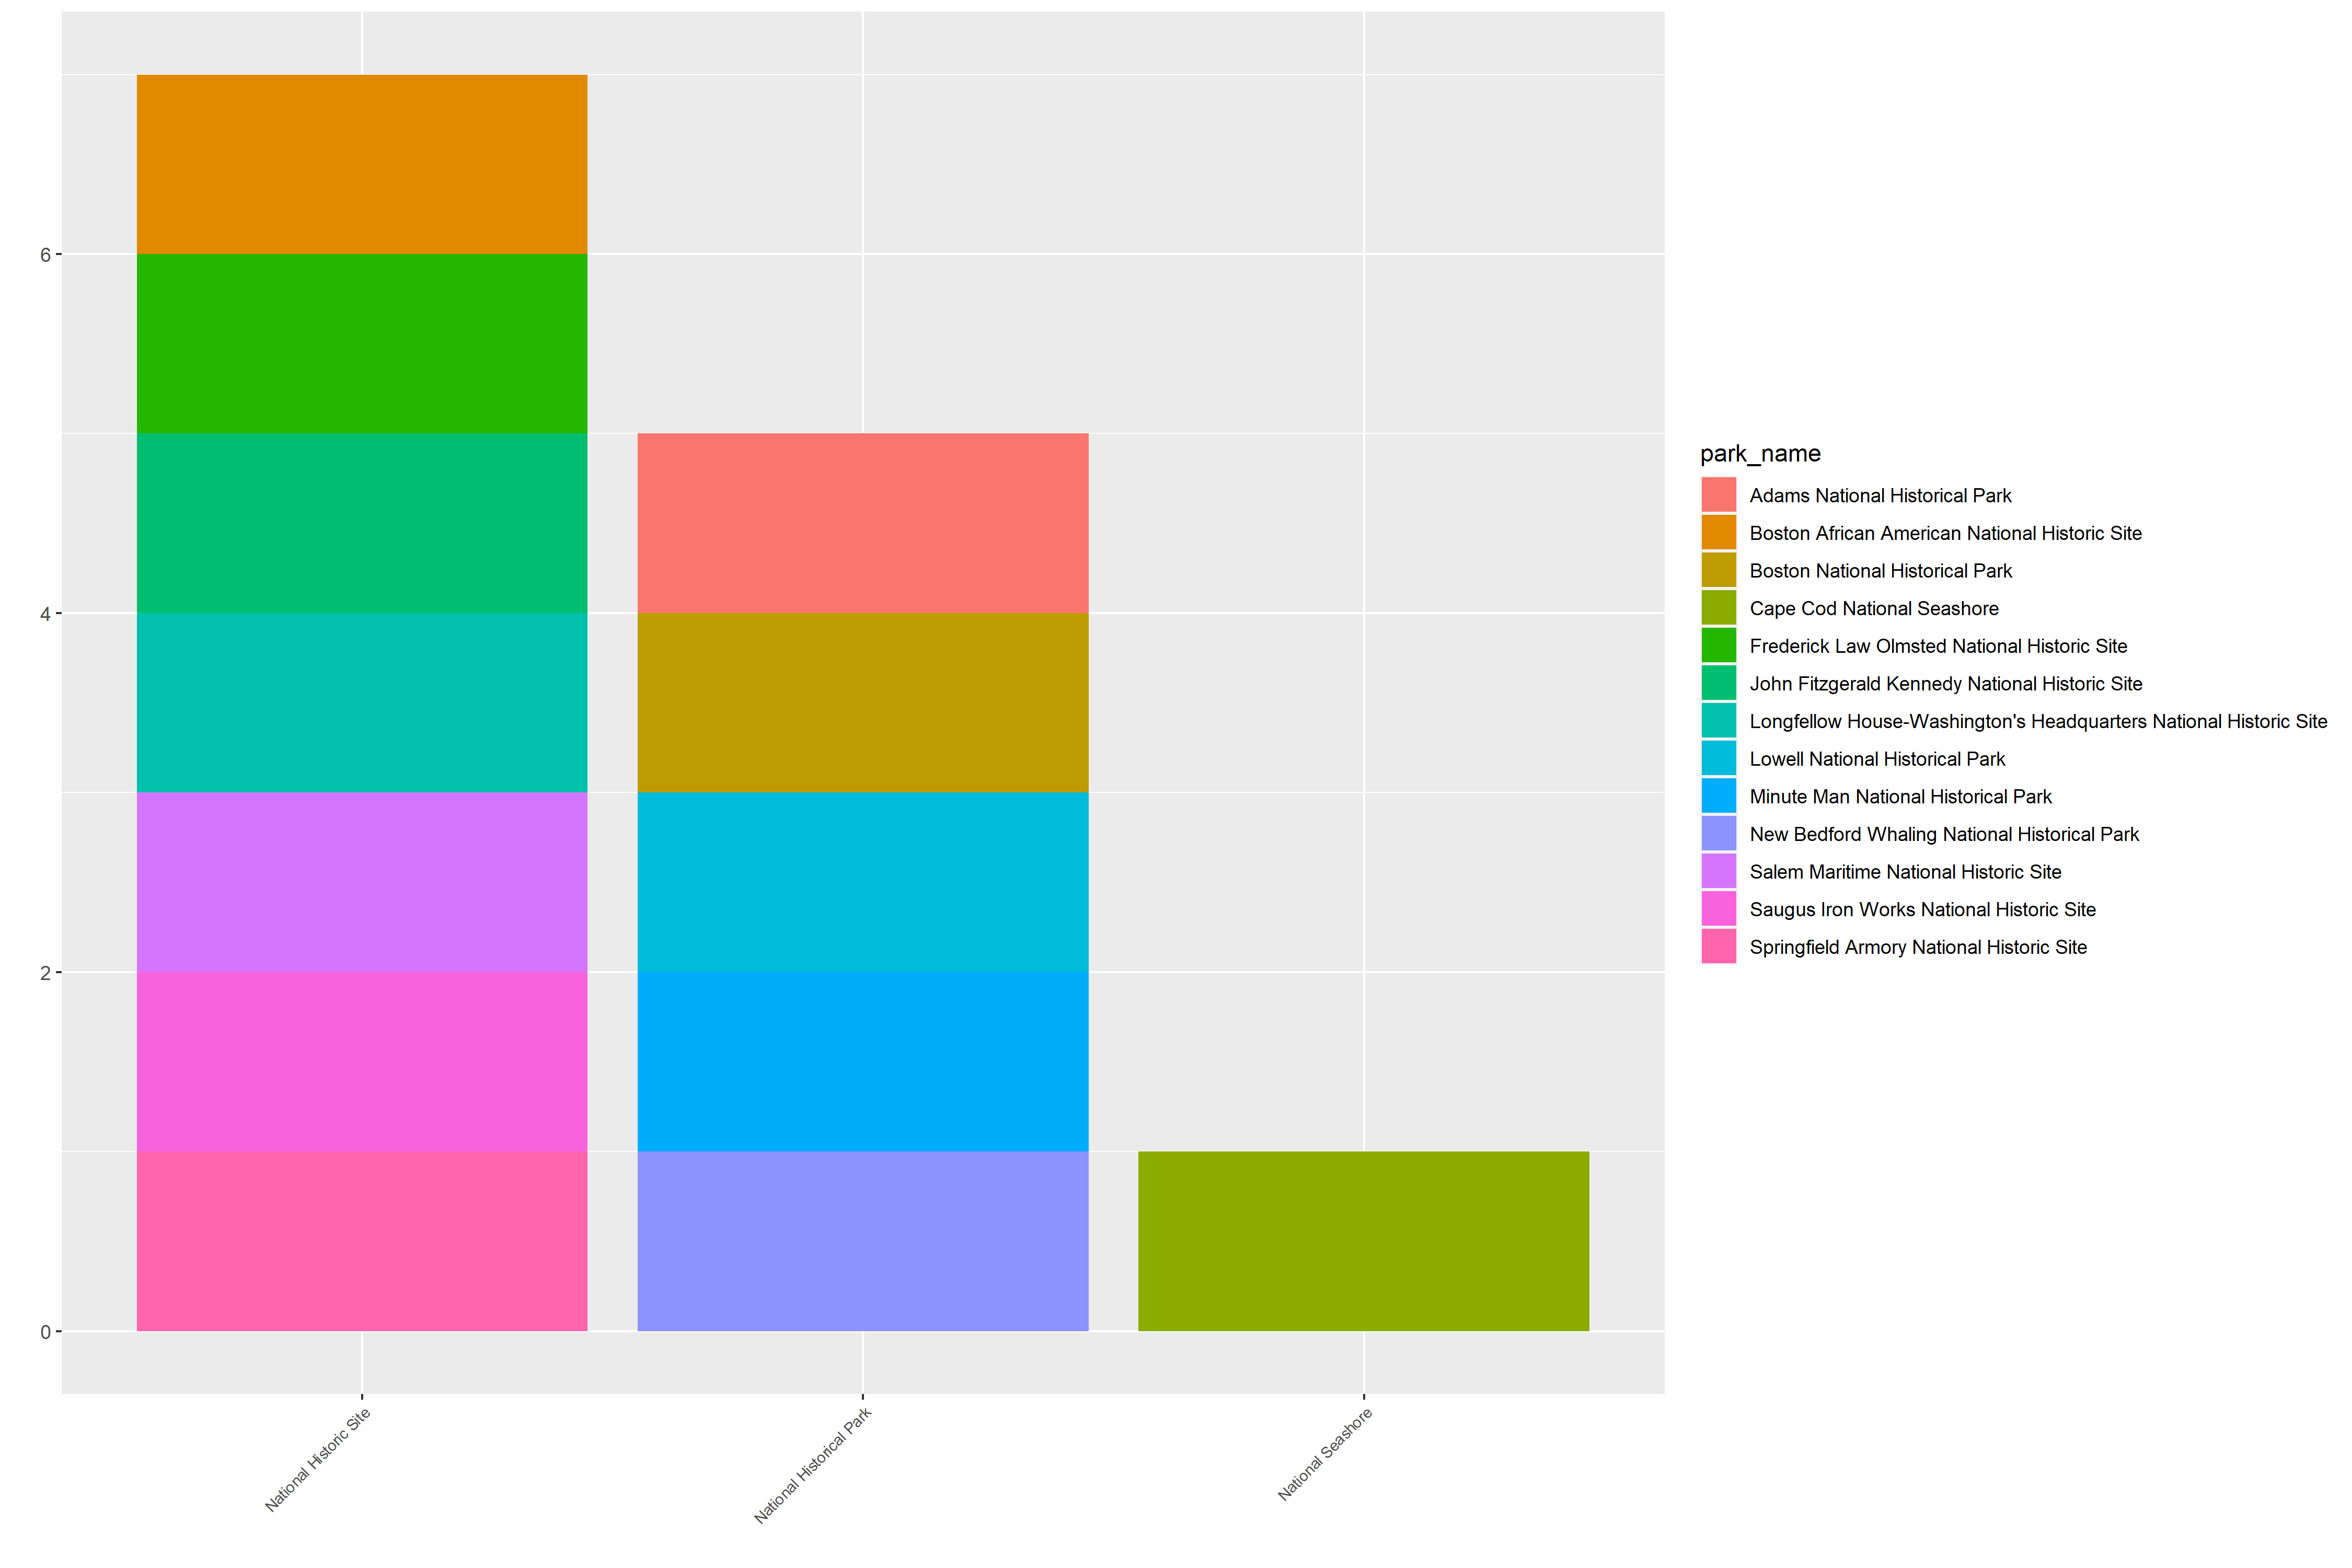 6
4
2
0
National Historic Site
National Historical Park
National Seashore
park_name
Adams National Historical Park
Boston African American National Historic Site
Boston National Historical Park
Cape Cod National Seashore
Frederick Law Olmsted National Historic Site
John Fitzgerald Kennedy National Historic Site
Longfellow House-Washington's Headquarters National Historic Site
Lowell National Historical Park
Minute Man National Historical Park
New Bedford Whaling National Historical Park
Salem Maritime National Historic Site
Saugus Iron Works National Historic Site
Springfield Armory National Historic Site